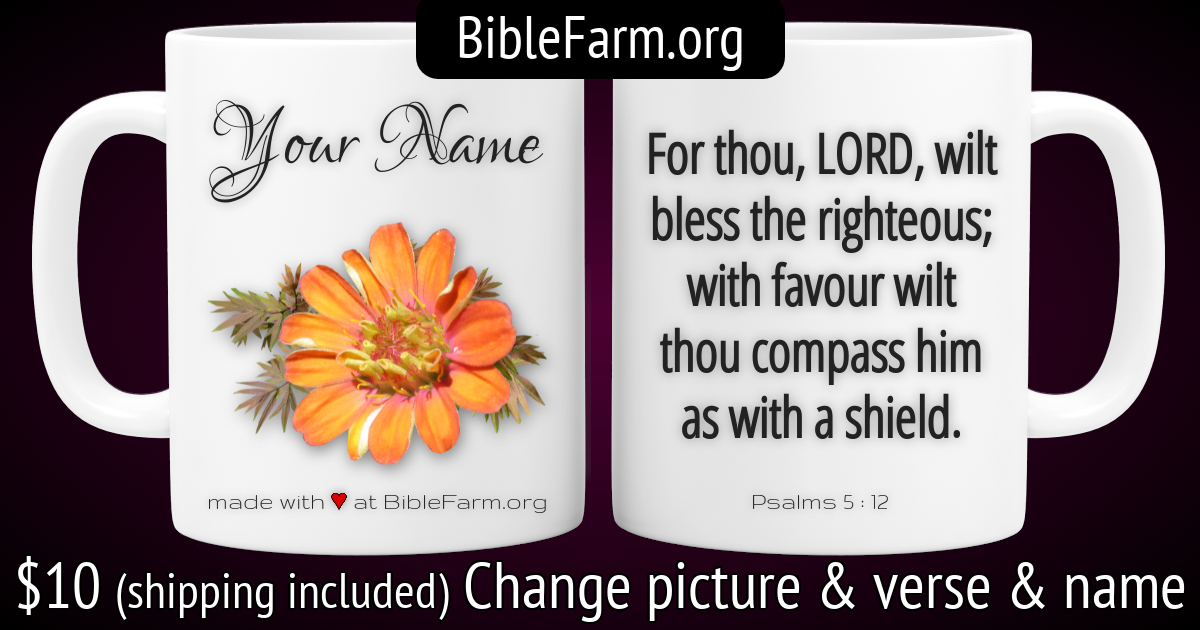 BibleFarm.org
Your Name
made with ♥ at BibleFarm.org
For thou, LORD, wilt
bless the righteous;
with favour wilt
thou compass him
as with a shield.
Psalms 5 : 12
$10 (shipping included) Change picture & verse & name